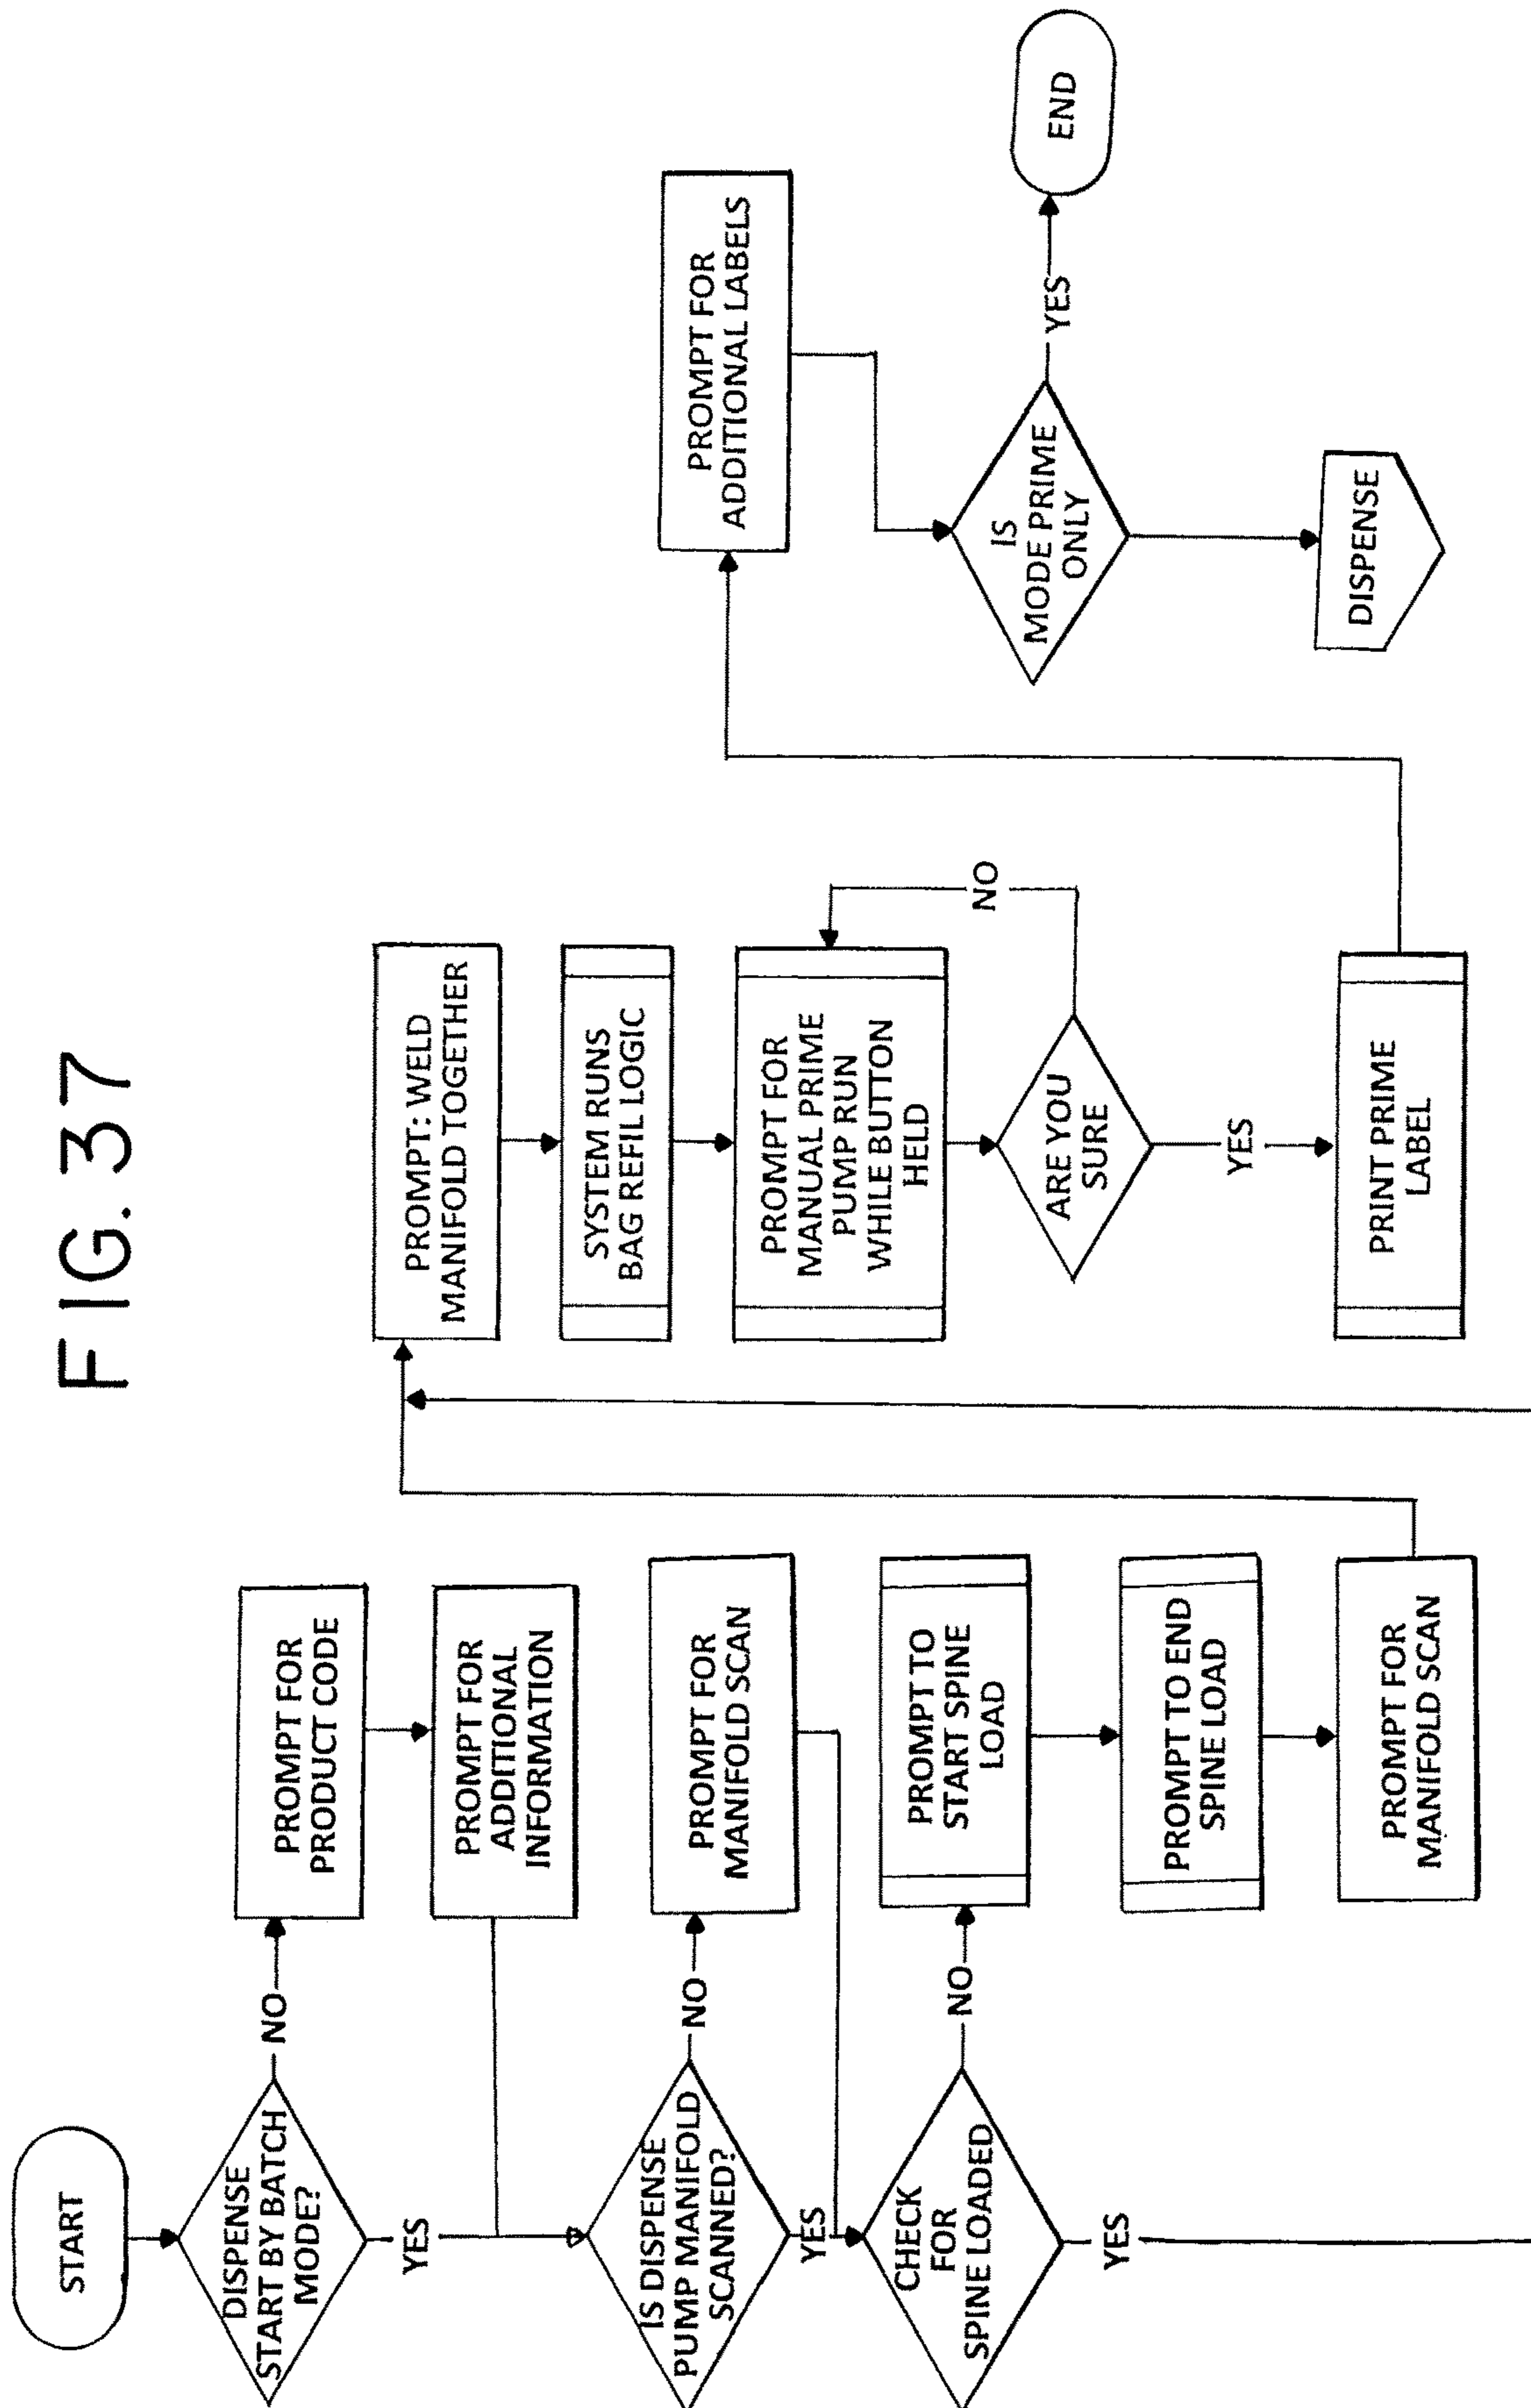 FIG. 37
START
DISPENSE
START BY BATCH
MODE?
NO
YES
PROMPT FOR
PRODUCT CODE
PROMPT FOR
ADDITIONAL
INFORMATION
IS DISPENSE
PUMP MANIFOLD
SCANNED?
NO
YES
PROMPT FOR
MANIFOLD SCAN
CHECK
FOR
SPINE LOADED
NO
YES
PROMPT TO
START SPINE
LOAD
PROMPT TO END
SPINE LOAD
PROMPT FOR
MANIFOLD SCAN
PROMPT: WELD
MANIFOLD TOGETHER
SYSTEM RUNS
BAG REFILL LOGIC
PROMPT FOR
MANUAL PRIME
PUMP RUN
WHILE BUTTON
HELD
ARE YOU
SURE
NO
YES
PRINT PRIME
LABEL
PROMPT FOR
ADDITIONAL LABELS
IS
MODE PRIME
ONLY
YES
END
DISPENSE